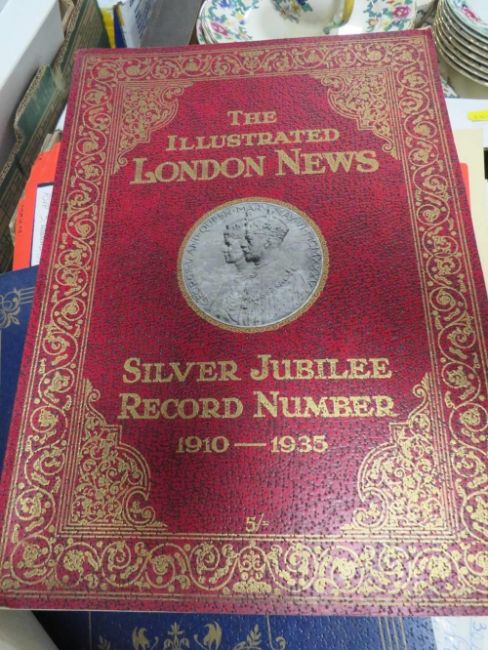 THE
ILLUSTRATED
LONDON NEWS
SILVER JUBILEE
RECORD NUMBER
1910—1935
5/=